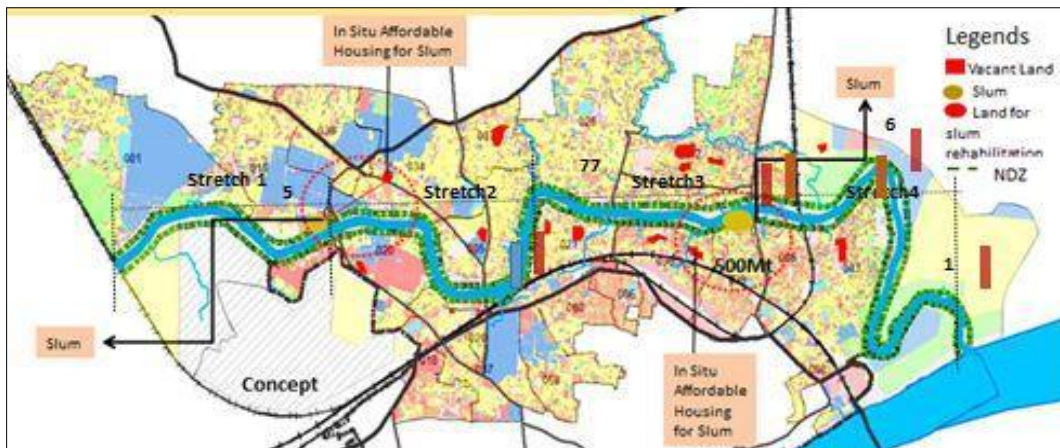 In Situ Affordable
Housing for Slum
Legends
Vacant Land
Slum
Land for
slum
rehabilitation
NDZ
Slum
6
77
001
Stretch 1
5
Stretch2
Stretch3
Stretch4
500Mt
1
Slum
Concept
In Situ
Affordable
Housing
for Slum